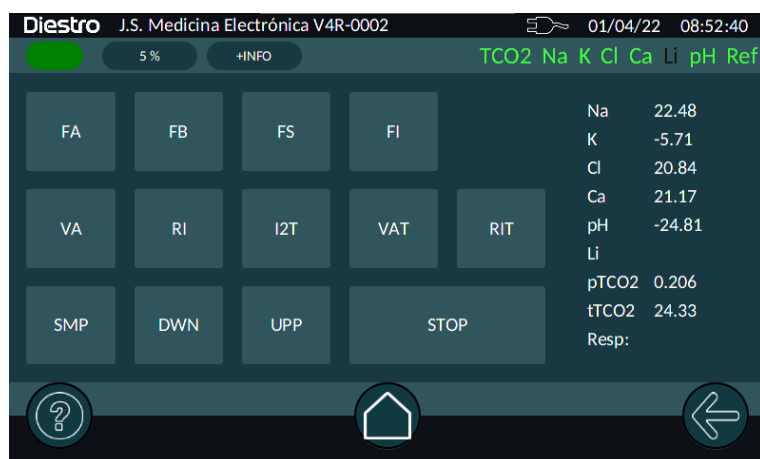 Diestro J.S. Medicina Electrónica V4R-0002 01/04/22 08:52:40
5 % +INFO TCO2 Na K Cl Ca Li pH Ref
FA FB FS FI
VA RI I2T VAT RIT
SMP DWN UPP STOP
Na 22.48
K -5.71
Cl 20.84
Ca 21.17
pH -24.81
Li
pTCO2 0.206
tTCO2 24.33
Resp:
?